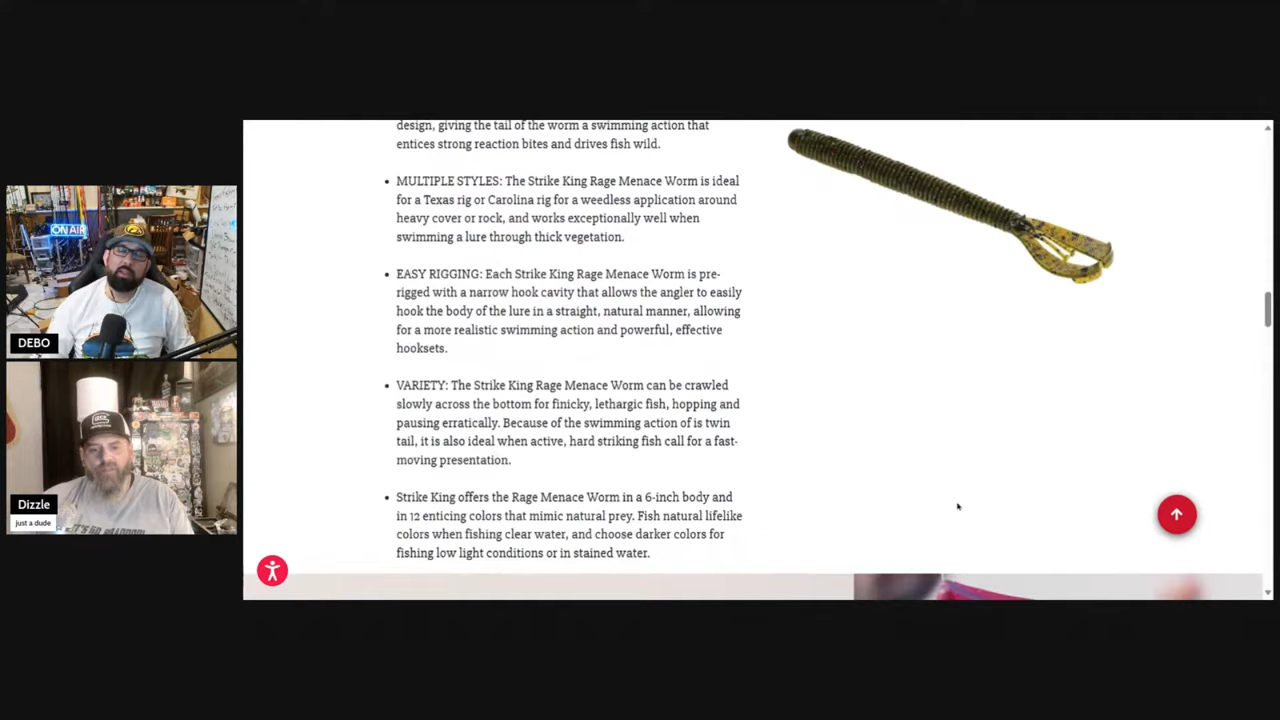 design, giving the tail of the worm a swimming action that
entices strong reaction bites and drives fish wild.
MULTIPLE STYLES: The Strike King Rage Menace Worm is ideal
for a Texas rig or Carolina rig for a weedless application around
heavy cover or rock, and works exceptionally well when
swimming a lure through thick vegetation.
EASY RIGGING: Each Strike King Rage Menace Worm is pre-
rigged with a narrow hook cavity that allows the angler to easily
hook the body of the lure in a straight, natural manner, allowing
for a more realistic swimming action and powerful, effective
hooksets.
VARIETY: The Strike King Rage Menace Worm can be crawled
slowly across the bottom for finicky, lethargic fish, hopping and
pausing erratically. Because of the swimming action of is twin
tail, it is also ideal when active, hard striking fish call for a fast-
moving presentation.
Strike King offers the Rage Menace Worm in a 6-inch body and
in 12 enticing colors that mimic natural prey. Fish natural lifelike
colors when fishing clear water, and choose darker colors for
fishing low light conditions or in stained water.
ON AIR
DEBO
GLOCK
Dizzle
just a dude